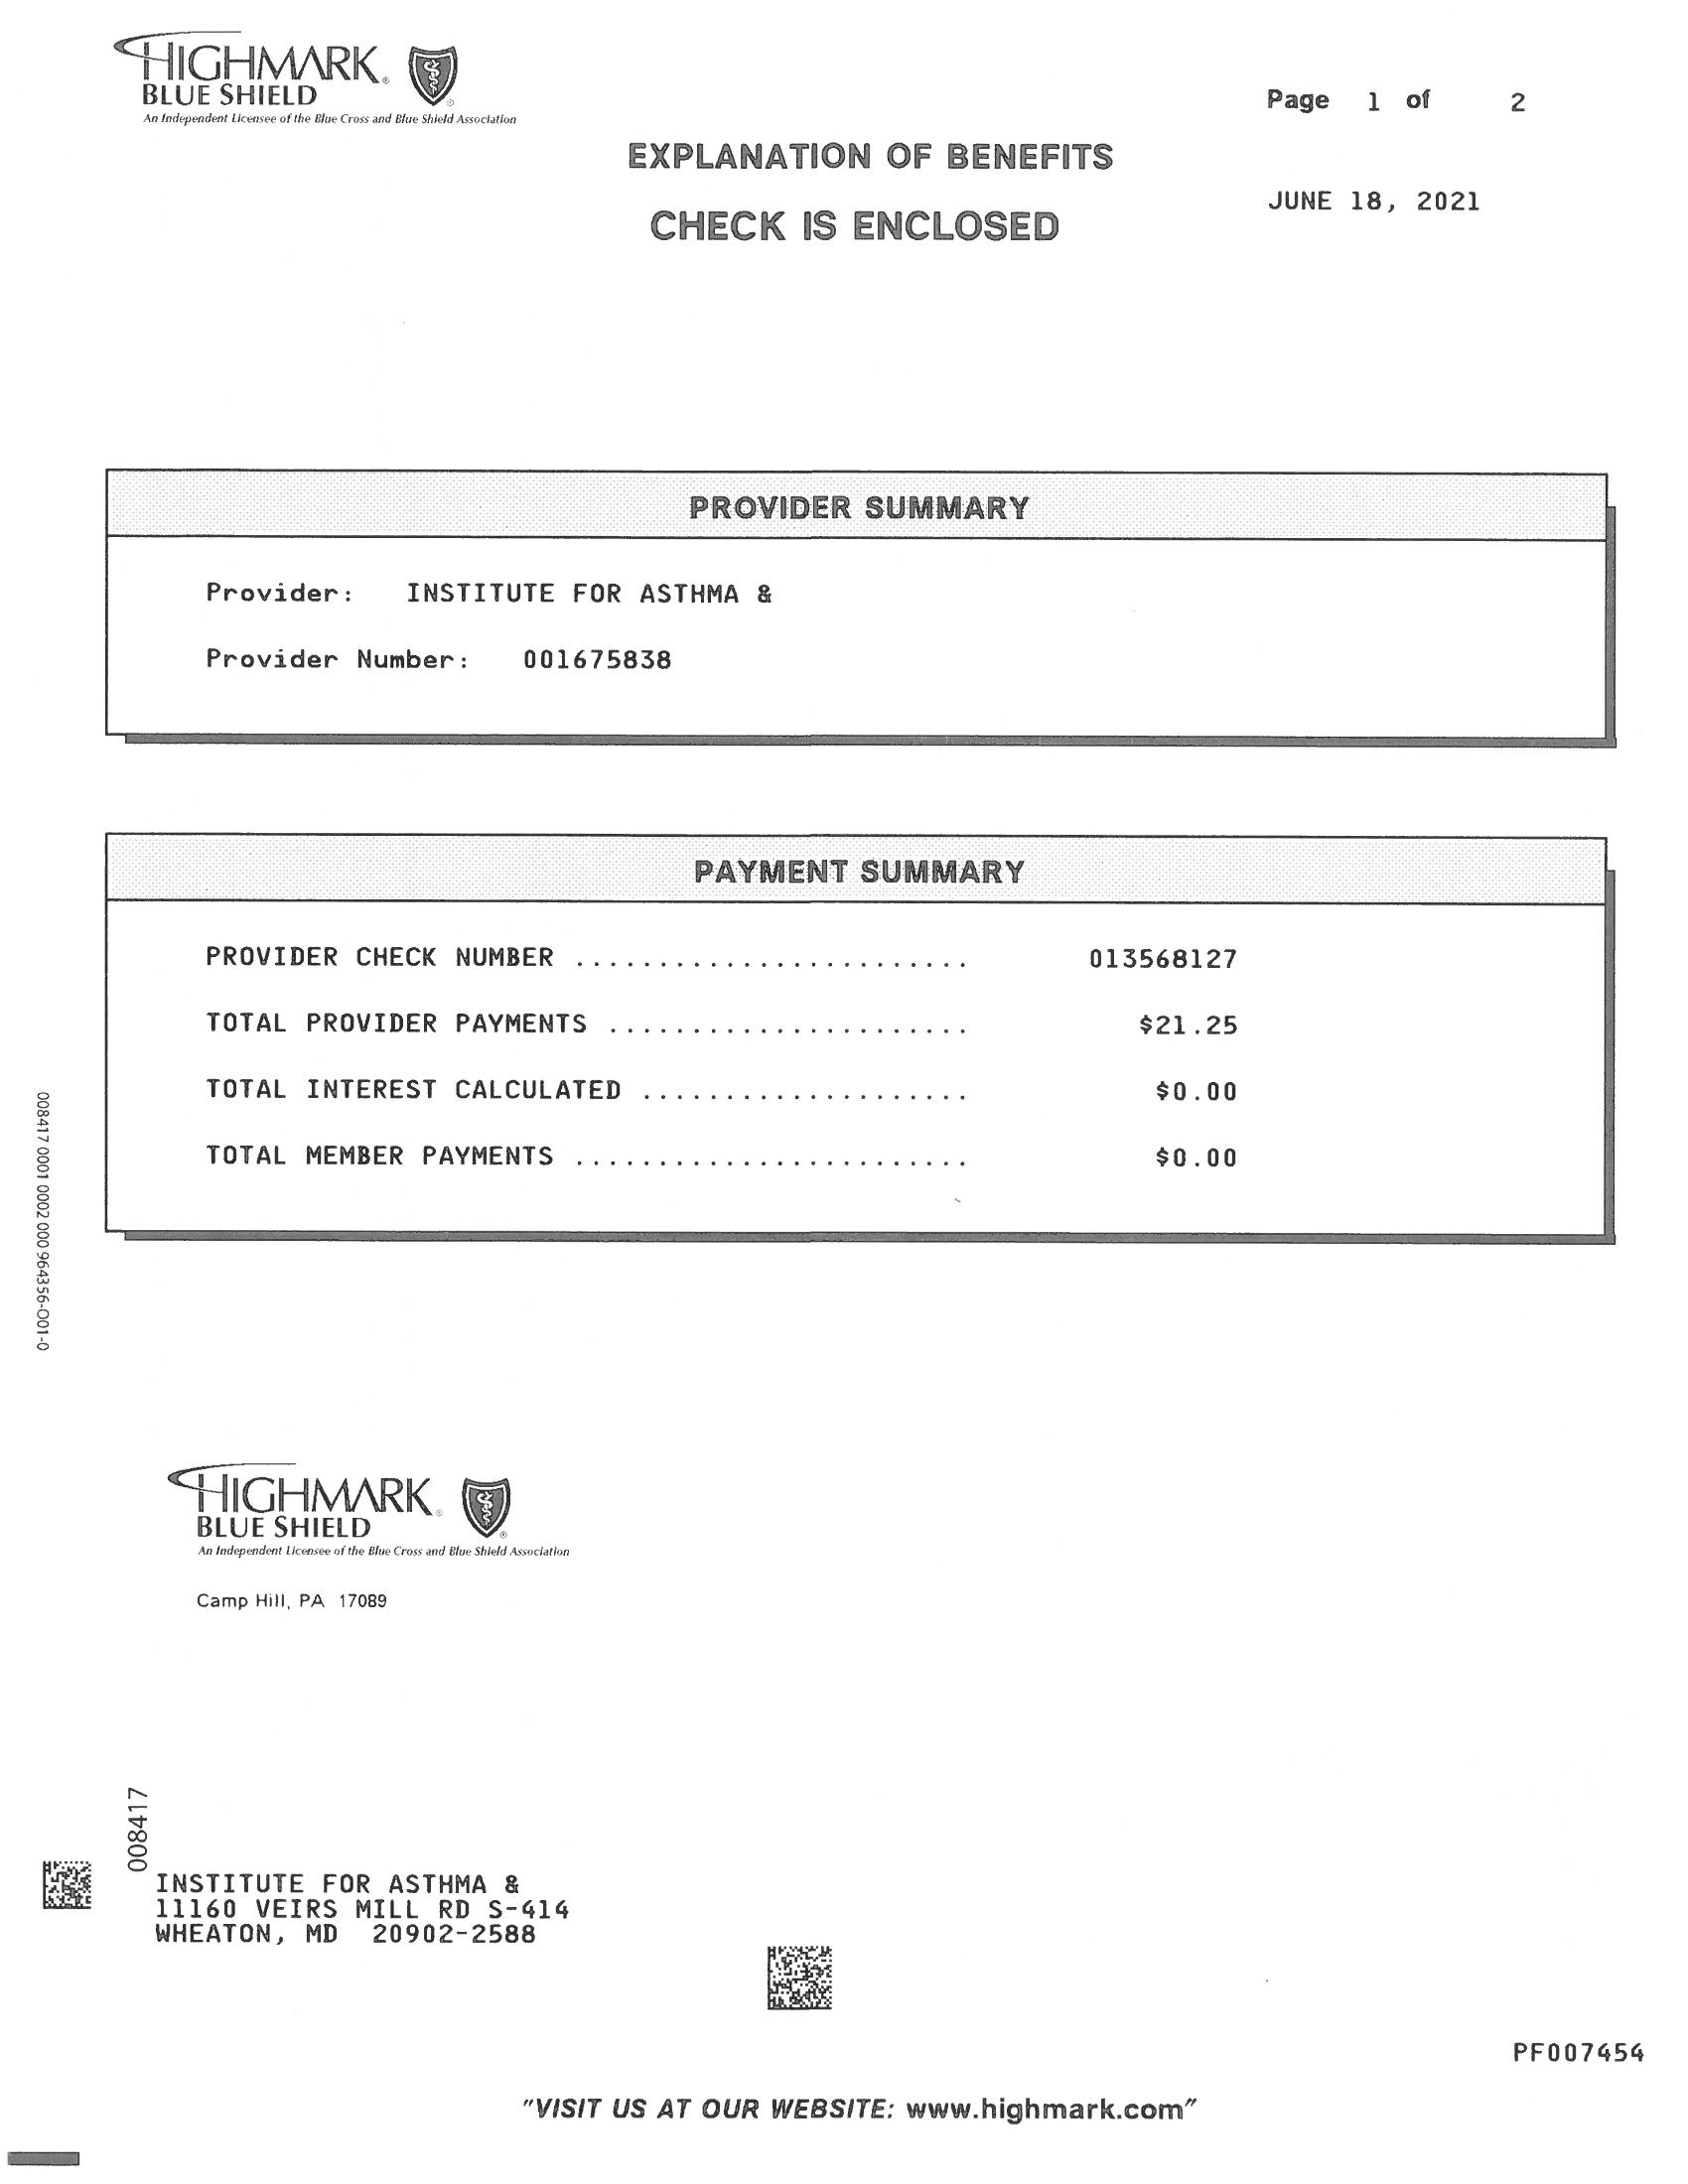 HIGHMARK®
BLUE SHIELD
An Independent Licensee of the Blue Cross and Blue Shield Association
Page 1 of 2
EXPLANATION OF BENEFITS
JUNE 18, 2021
CHECK IS ENCLOSED
PROVIDER SUMMARY
Provider: INSTITUTE FOR ASTHMA &
Provider Number: 001675838
PAYMENT SUMMARY
PROVIDER CHECK NUMBER ........................ 013568127
TOTAL PROVIDER PAYMENTS ...................... $21.25
TOTAL INTEREST CALCULATED .................... $0.00
TOTAL MEMBER PAYMENTS ........................ $0.00
008417 0001 0002 000 964356-O01-0
HIGHMARK®
BLUE SHIELD
An Independent Licensee of the Blue Cross and Blue Shield Association
Camp Hill, PA 17089
008417
INSTITUTE FOR ASTHMA &
11160 VEIRS MILL RD S-414
WHEATON, MD 20902-2588
PF007454
"VISIT US AT OUR WEBSITE: www.highmark.com"